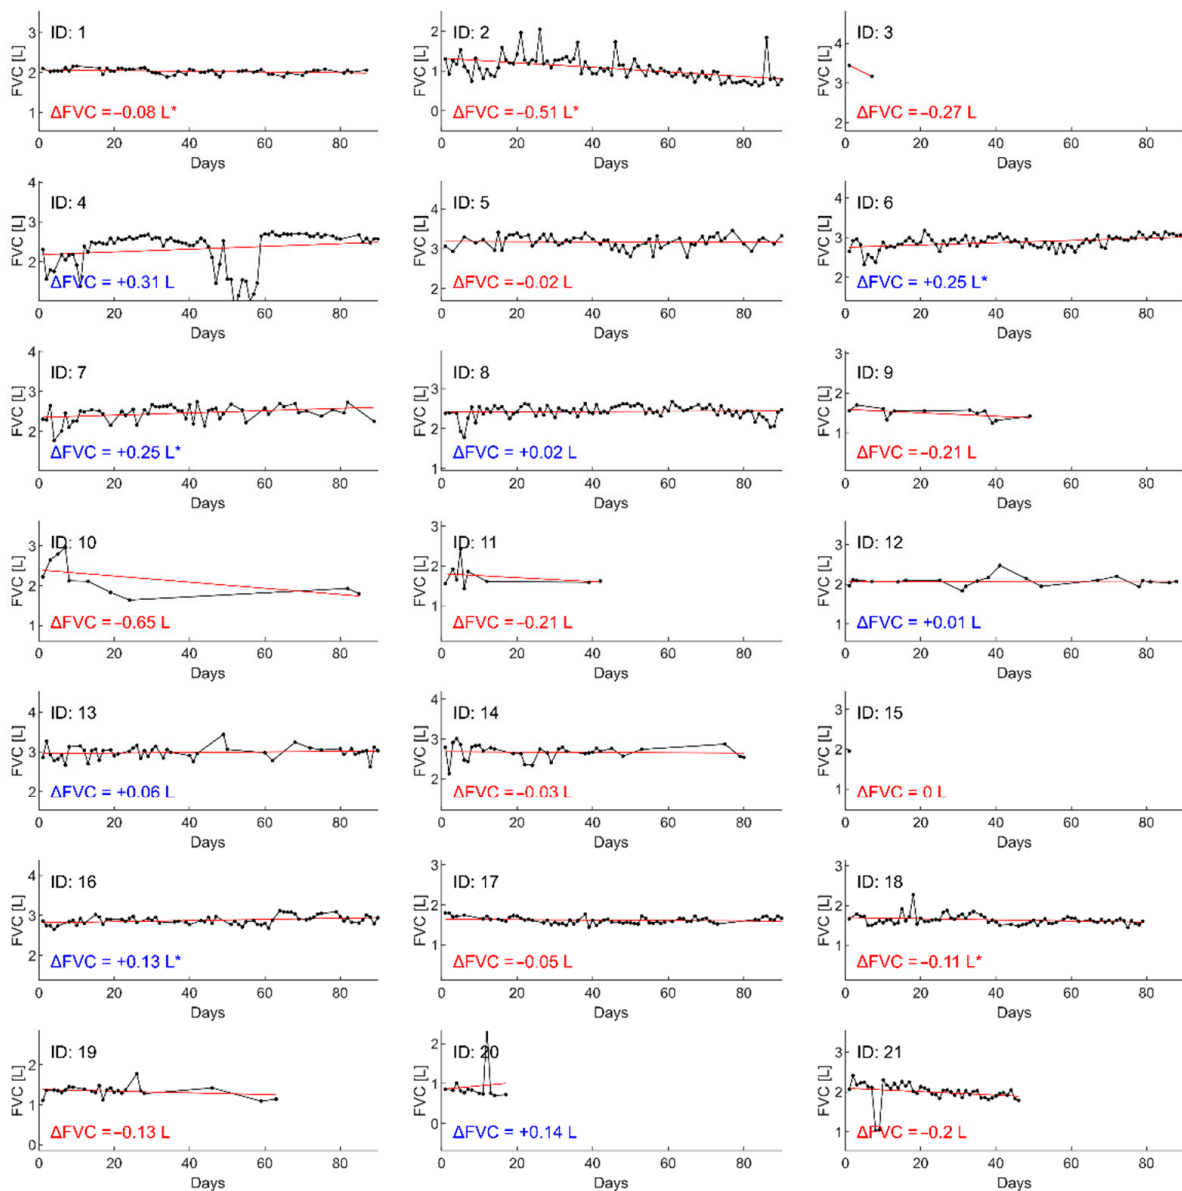 ID: 1
FVC [L]
3
2
1
ΔFVC = −0.08 L*
0 20 40 60 80
Days
ID: 2
FVC [L]
2
1
0
ΔFVC = −0.51 L*
0 20 40 60 80
Days
ID: 3
FVC [L]
4
3
2
ΔFVC = −0.27 L
0 20 40 60 80
Days
ID: 4
FVC [L]
4
3
2
ΔFVC = +0.31 L
0 20 40 60 80
Days
ID: 5
FVC [L]
4
3
2
ΔFVC = −0.02 L
0 20 40 60 80
Days
ID: 6
FVC [L]
4
3
2
ΔFVC = +0.25 L*
0 20 40 60 80
Days
ID: 7
FVC [L]
4
3
2
ΔFVC = +0.25 L*
0 20 40 60 80
Days
ID: 8
FVC [L]
3
2
1
ΔFVC = +0.02 L
0 20 40 60 80
Days
ID: 9
FVC [L]
3
2
1
ΔFVC = −0.21 L
0 20 40 60 80
Days
ID: 10
FVC [L]
3
2
1
ΔFVC = −0.65 L
0 20 40 60 80
Days
ID: 11
FVC [L]
3
2
1
ΔFVC = −0.21 L
0 20 40 60 80
Days
ID: 12
FVC [L]
3
2
1
ΔFVC = +0.01 L
0 20 40 60 80
Days
ID: 13
FVC [L]
4
3
2
ΔFVC = +0.06 L
0 20 40 60 80
Days
ID: 14
FVC [L]
4
3
2
ΔFVC = −0.03 L
0 20 40 60 80
Days
ID: 15
FVC [L]
3
2
1
ΔFVC = 0 L
0 20 40 60 80
Days
ID: 16
FVC [L]
4
3
2
ΔFVC = +0.13 L*
0 20 40 60 80
Days
ID: 17
FVC [L]
3
2
1
ΔFVC = −0.05 L
0 20 40 60 80
Days
ID: 18
FVC [L]
3
2
1
ΔFVC = −0.11 L*
0 20 40 60 80
Days
ID: 19
FVC [L]
2
1
0
ΔFVC = −0.13 L
0 20 40 60 80
Days
ID: 20
FVC [L]
2
1
0
ΔFVC = +0.14 L
0 20 40 60 80
Days
ID: 21
FVC [L]
3
2
1
ΔFVC = −0.2 L
0 20 40 60 80
Days